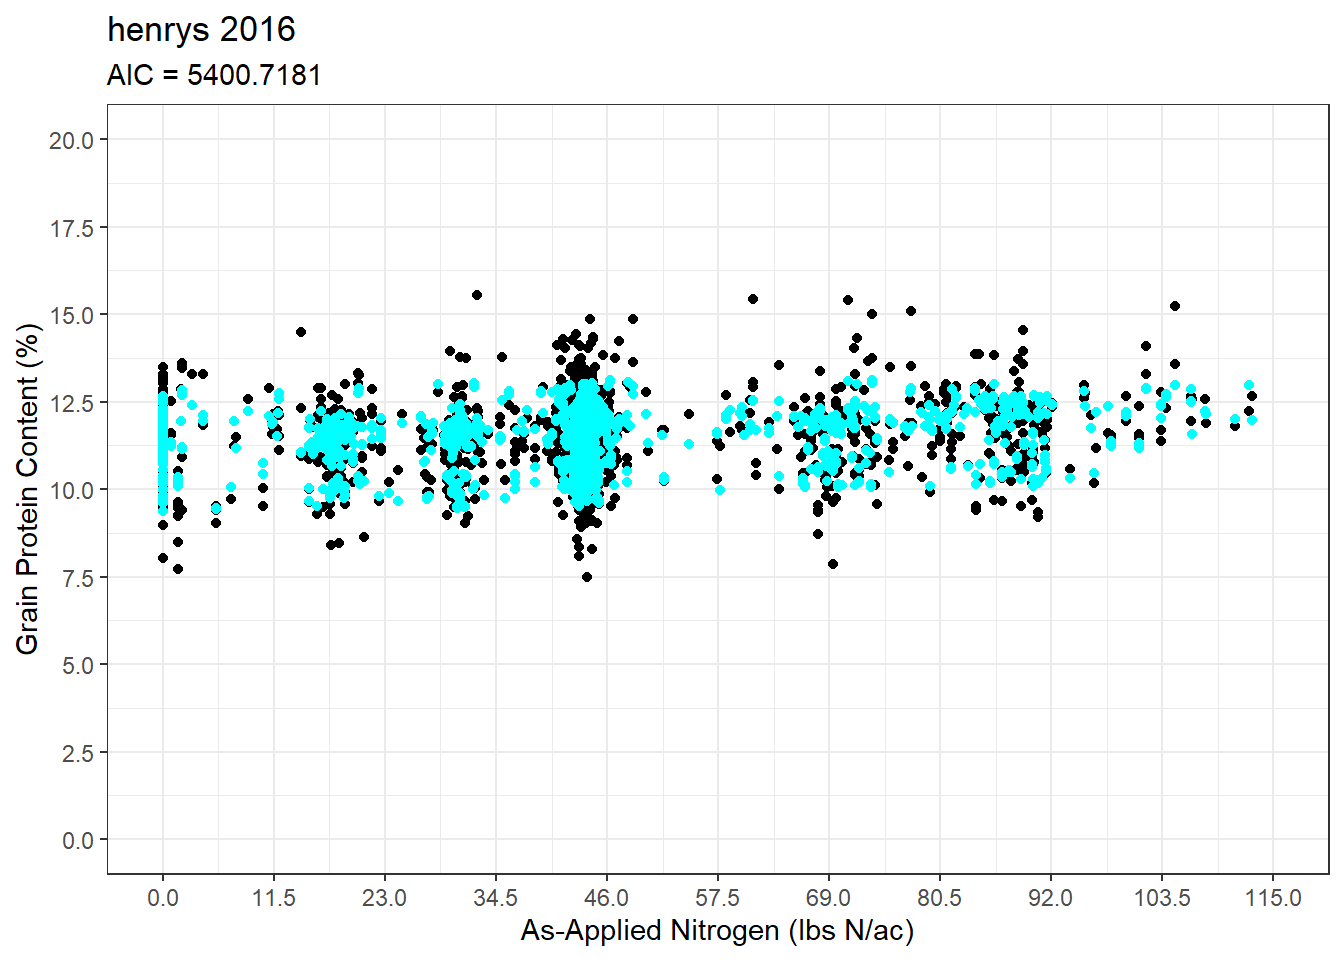 henrys 2016
AIC = 5400.7181
20.0
17.5
15.0
12.5
10.0
7.5
5.0
2.5
0.0
Grain Protein Content (%)
0.0 11.5 23.0 34.5 46.0 57.5 69.0 80.5 92.0 103.5 115.0
As-Applied Nitrogen (lbs N/ac)